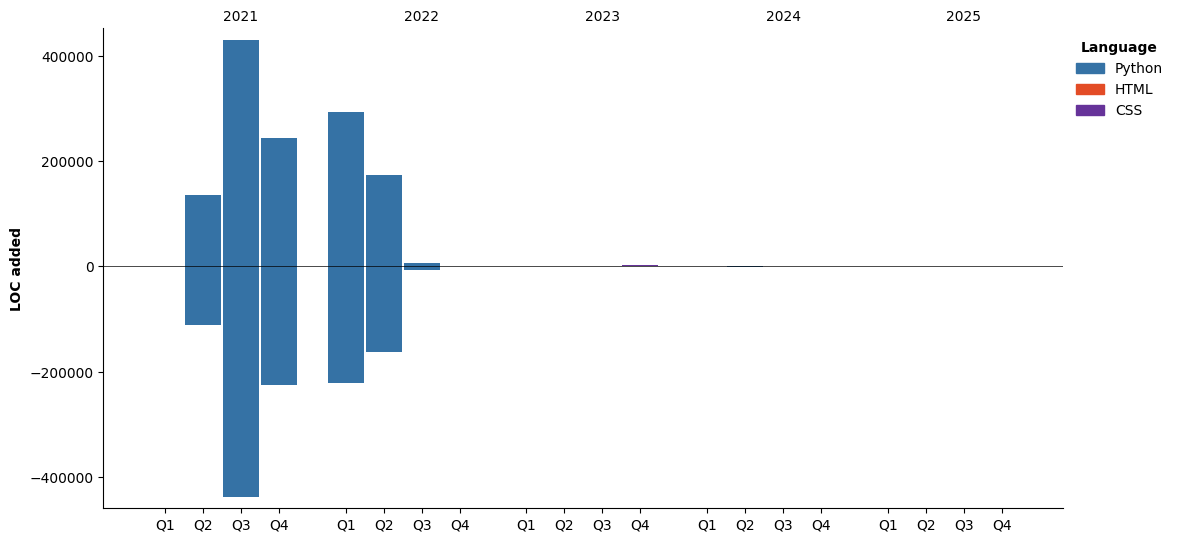 2021 2022 2023 2024 2025
Language
Python
HTML
CSS
LOC added
400000
200000
0
−200000
−400000
Q1 Q2 Q3 Q4 Q1 Q2 Q3 Q4 Q1 Q2 Q3 Q4 Q1 Q2 Q3 Q4 Q1 Q2 Q3 Q4